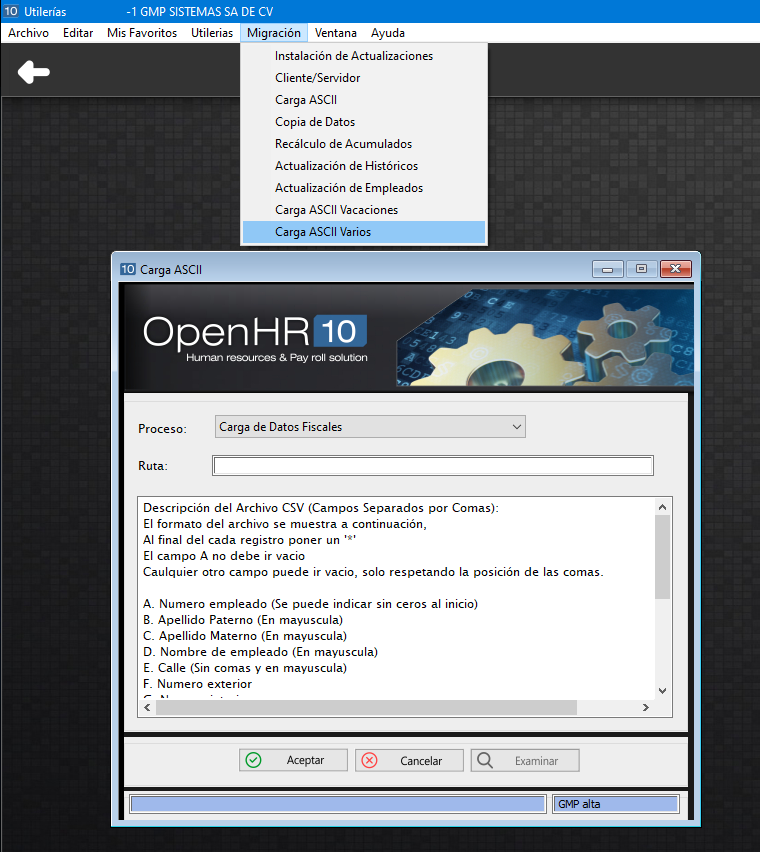 10 Utilerías -1 GMP SISTEMAS SA DE CV
Archivo Editar Mis Favoritos Utilerias Migración Ventana Ayuda
Instalación de Actualizaciones
Cliente/Servidor
Carga ASCII
Copia de Datos
Recálculo de Acumulados
Actualización de Históricos
Actualización de Empleados
Carga ASCII Vacaciones
Carga ASCII Varios
10 Carga ASCII
OpenHR 10
Human resources & Pay roll solution
Proceso: Carga de Datos Fiscales
Ruta:
Descripción del Archivo CSV (Campos Separados por Comas):
El formato del archivo se muestra a continuación,
Al final del cada registro poner un '*'
El campo A no debe ir vacio
Caulquier otro campo puede ir vacio, solo respetando la posición de las comas.
A. Numero empleado (Se puede indicar sin ceros al inicio)
B. Apellido Paterno (En mayuscula)
C. Apellido Materno (En mayuscula)
D. Nombre de empleado (En mayuscula)
E. Calle (Sin comas y en mayuscula)
F. Numero exterior
Aceptar Cancelar Examinar
GMP alta